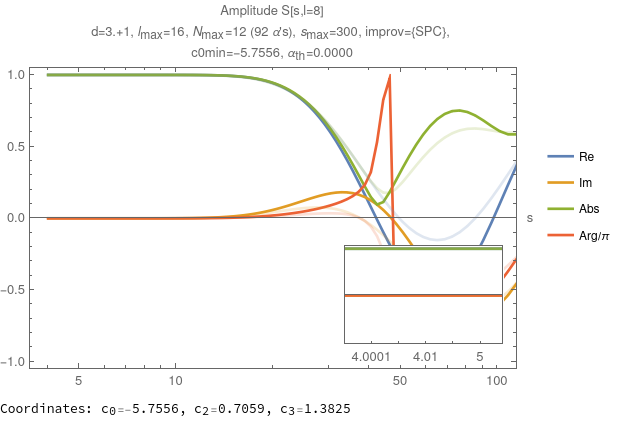 Amplitude S[s,l=8]
d=3.+1, lmax=16, Nmax=12 (92 α's), smax=300, improv={SPC},
c0min=-5.7556, αth=0.0000
1.0
0.5
0.0
-0.5
-1.0
s
Re
Im
Abs
Arg/π
4.0001 4.01 5
5 10 50 100
Coordinates: c0=-5.7556, c2=0.7059, c3=1.3825